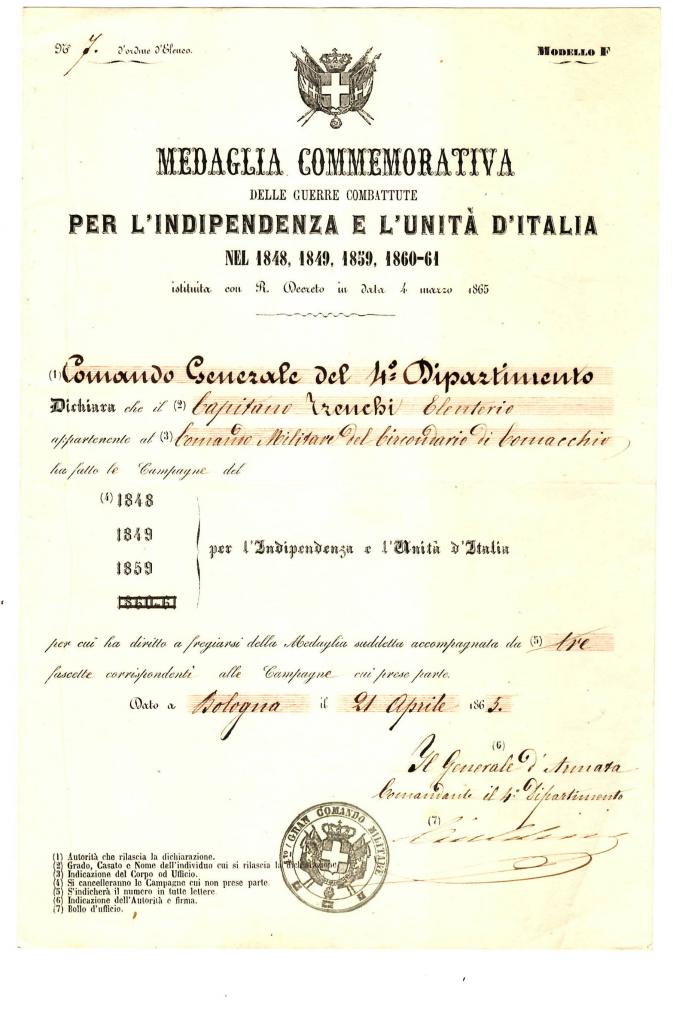 N° 7. d'ordine d'Elenco.
MODELLO F
MEDAGLIA COMMEMORATIVA
DELLE GUERRE COMBATTUTE
PER L'INDIPENDENZA E L'UNITÀ D'ITALIA
NEL 1848, 1849, 1859, 1860-61
istituita con R. Decreto in data 4 marzo 1865
(1) Comando Generale del 4° Dipartimento
Dichiara che il (2) Capitano Trenchi Eleuterio
appartenente al (3) Comando Militare del Circondario di Comacchio
ha fatto le Campagne del
(4) 1848
1849
1859
1860-61
per l'Indipendenza e l'Unità d'Italia
per cui ha diritto a fregiarsi della Medaglia suddetta accompagnata da (5) tre
fascette corrispondenti alle Campagne cui prese parte.
Dato a Bologna il 21 Aprile 1865.
(6)
Il Generale d'Armata
Comandante il 4° Dipartimento
(7)
GRAN COMANDO MILITARE
(1) Autorità che rilascia la dichiarazione.
(2) Grado, Casato e Nome dell'individuo cui si rilascia la dichiarazione.
(3) Indicazione del Corpo od Ufficio.
(4) Si cancelleranno le Campagne cui non prese parte.
(5) S'indicherà il numero in tutte lettere.
(6) Indicazione dell'Autorità e firma.
(7) Bollo d'ufficio.